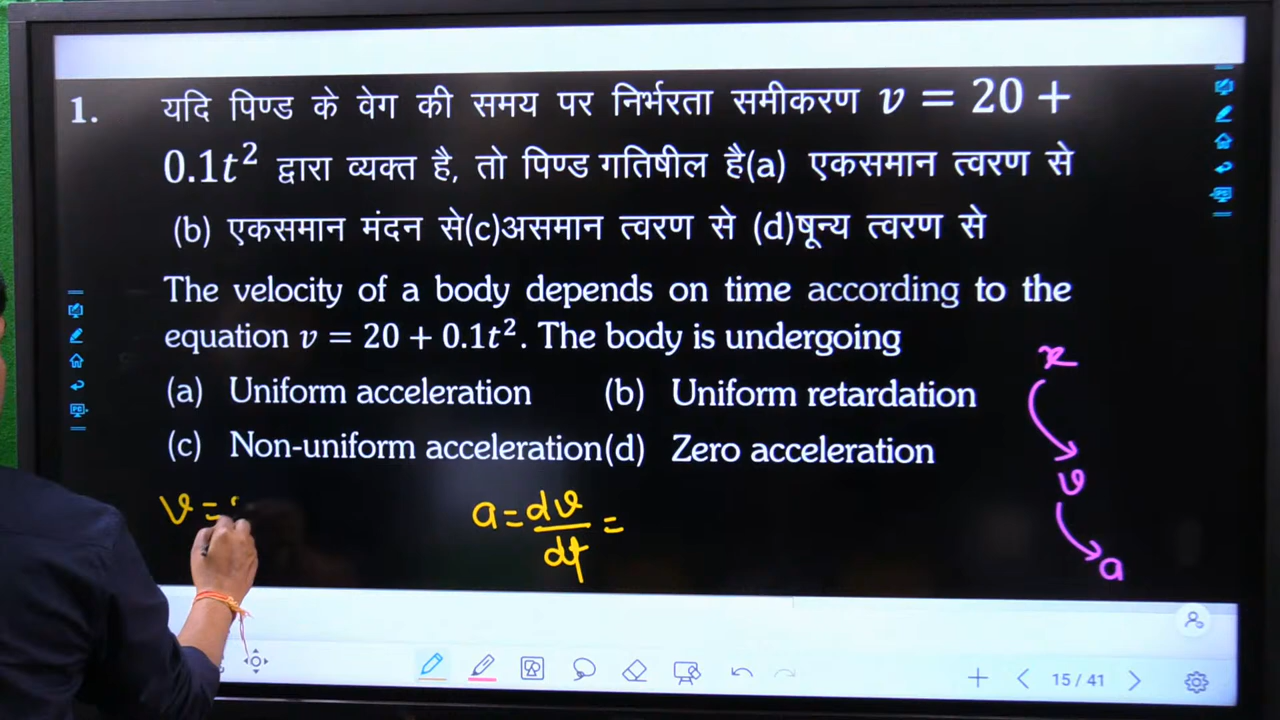 1. यदि पिण्ड के वेग की समय पर निर्भरता समीकरण v = 20 +
0.1t² द्वारा व्यक्त है, तो पिण्ड गतिषील है(a) एकसमान त्वरण से
(b) एकसमान मंदन से(c)असमान त्वरण से (d)षून्य त्वरण से
The velocity of a body depends on time according to the
equation v = 20 + 0.1t². The body is undergoing
(a) Uniform acceleration (b) Uniform retardation
(c) Non-uniform acceleration(d) Zero acceleration
x
v
a
v =
a = dv/dt =
15 / 41